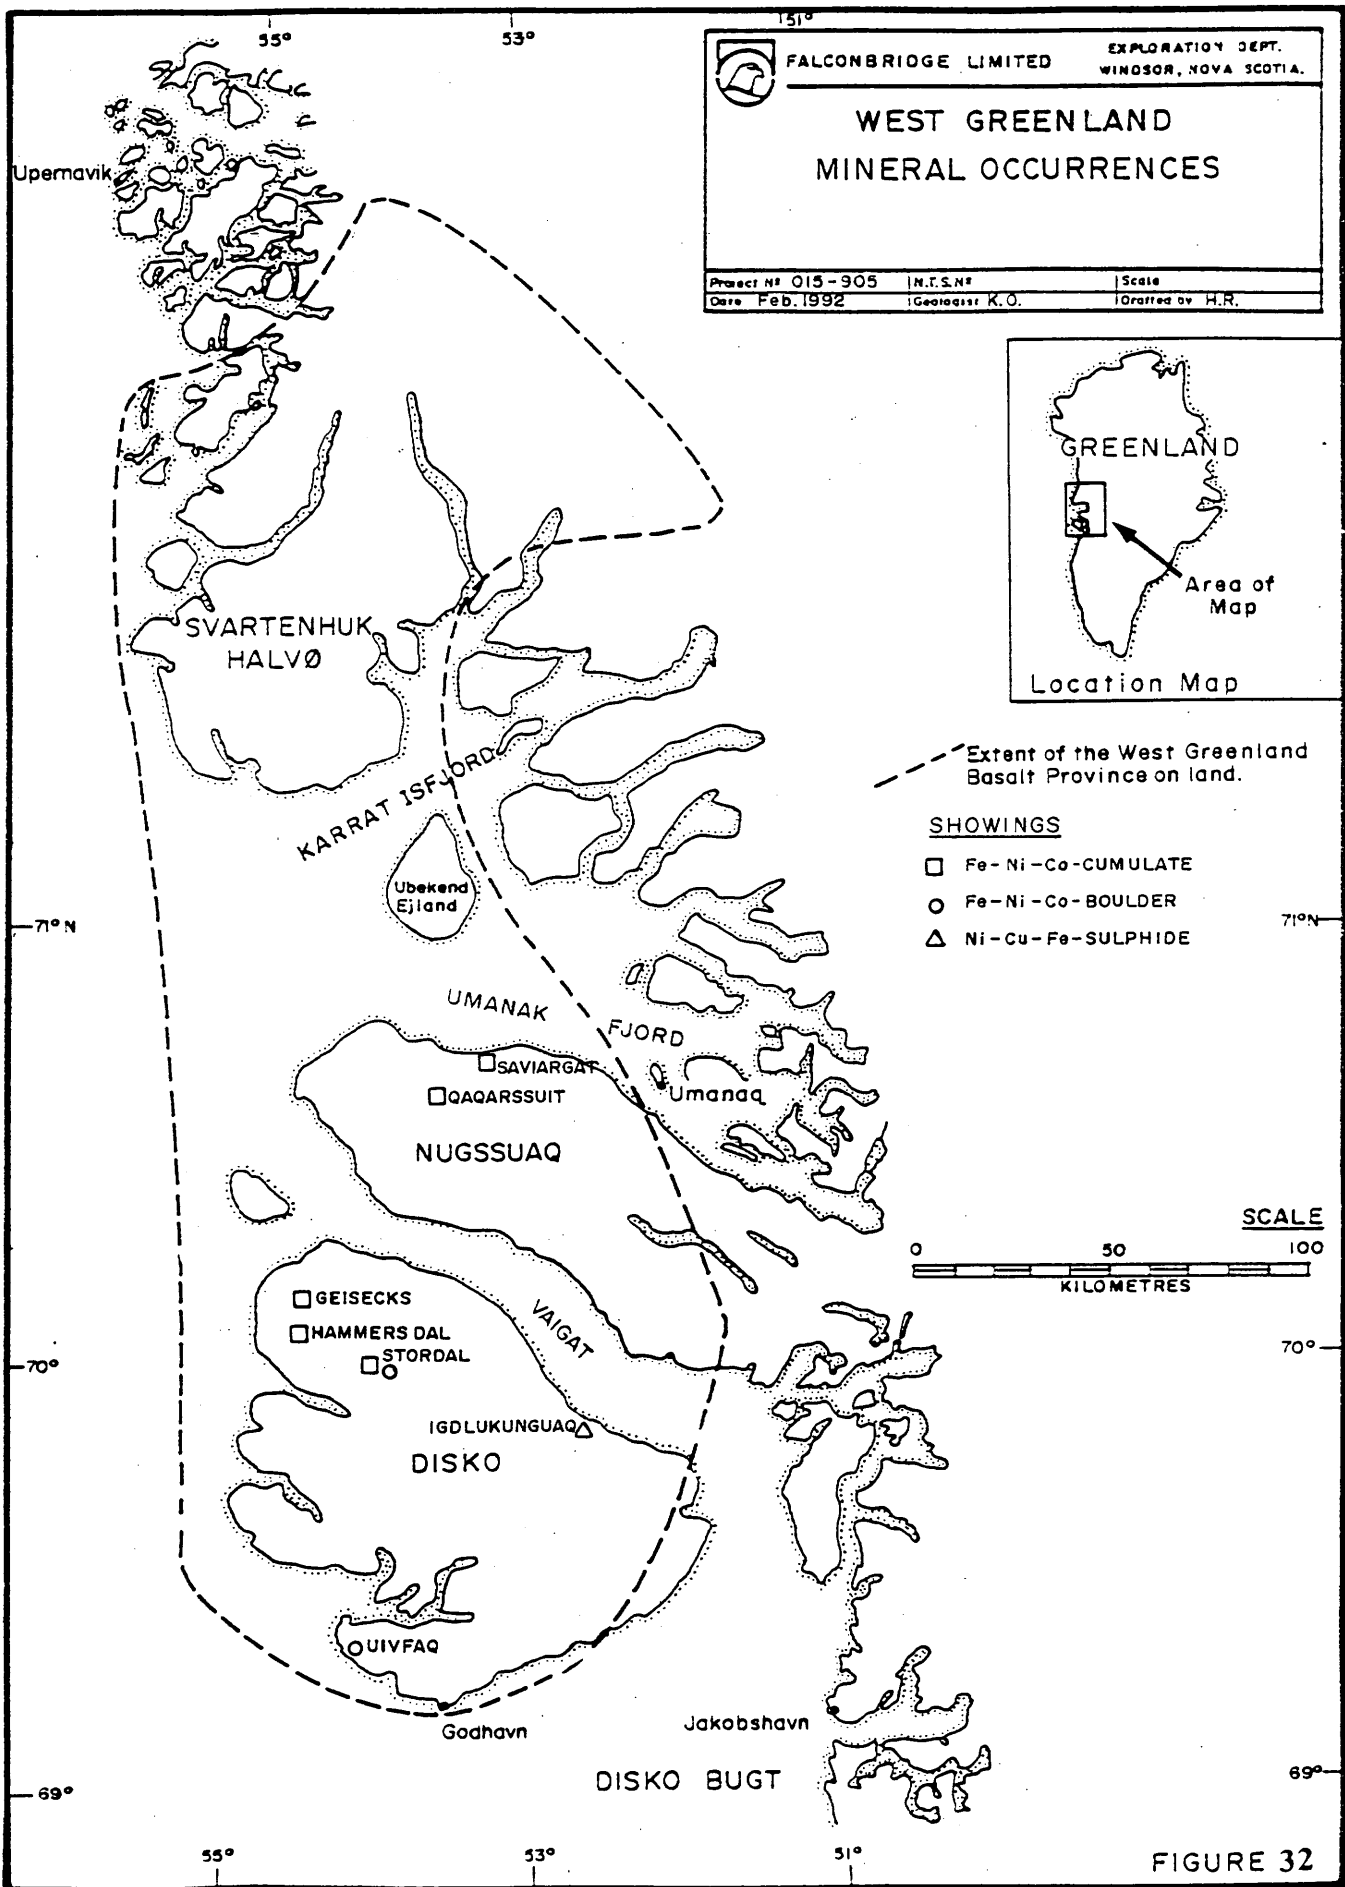 55°
53°
51°
FALCONBRIDGE LIMITED
EXPLORATION DEPT.
WINDSOR, NOVA SCOTIA.
WEST GREENLAND
MINERAL OCCURRENCES
Project Nº 015-905
N.T.S.Nº
Scale
Date Feb. 1992
Geologist K.O.
Drafted by H.R.
Upernavik
GREENLAND
Area of
Map
Location Map
SVARTENHUK
HALVØ
KARRAT ISFJORD
Extent of the West Greenland
Basalt Province on land.
SHOWINGS
Fe-Ni-Co-CUMULATE
Fe-Ni-Co-BOULDER
Ni-Cu-Fe-SULPHIDE
Ubekend
Ejland
71°N
71°N
UMANAK
FJORD
SAVIARGAT
QAQARSSUIT
Umanaq
NUGSSUAQ
SCALE
0 50 100
KILOMETRES
GEISECKS
HAMMERS DAL
STORDAL
VAIGAT
70°
70°
IGDLUKUNGUAQ
DISKO
UIVFAQ
Godhavn
Jakobshavn
DISKO BUGT
69°
69°
55°
53°
51°
FIGURE 32